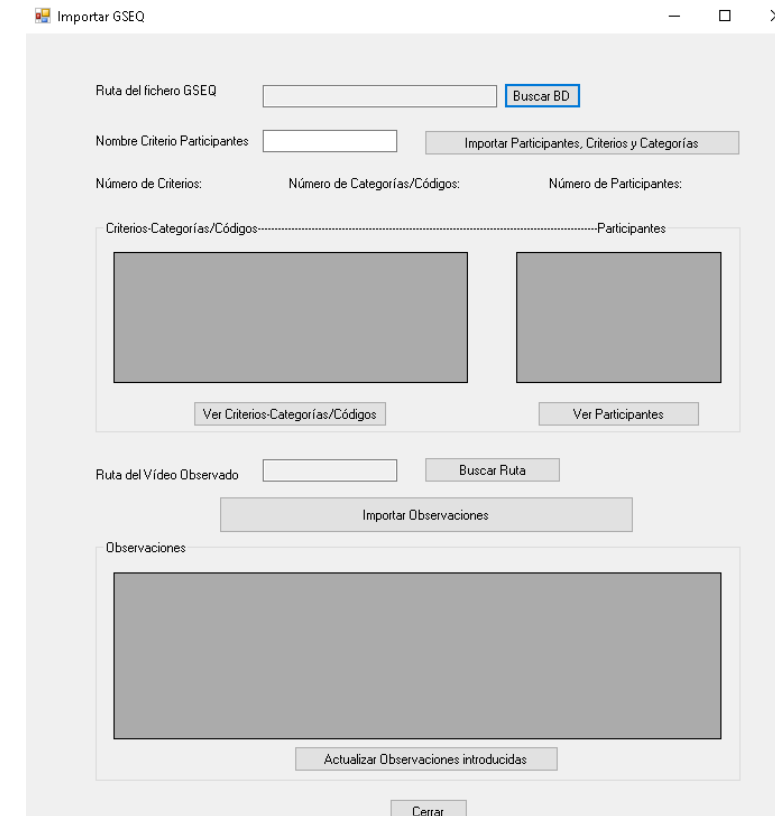 Importar GSEQ
Ruta del fichero GSEQ
Buscar BD
Nombre Criterio Participantes
Importar Participantes, Criterios y Categorías
Número de Criterios: Número de Categorías/Códigos: Número de Participantes:
Criterios-Categorías/Códigos-----------------------------------------------------------------------------------------------Participantes
Ver Criterios-Categorías/Códigos
Ver Participantes
Ruta del Vídeo Observado
Buscar Ruta
Importar Observaciones
Observaciones
Actualizar Observaciones introducidas
Cerrar